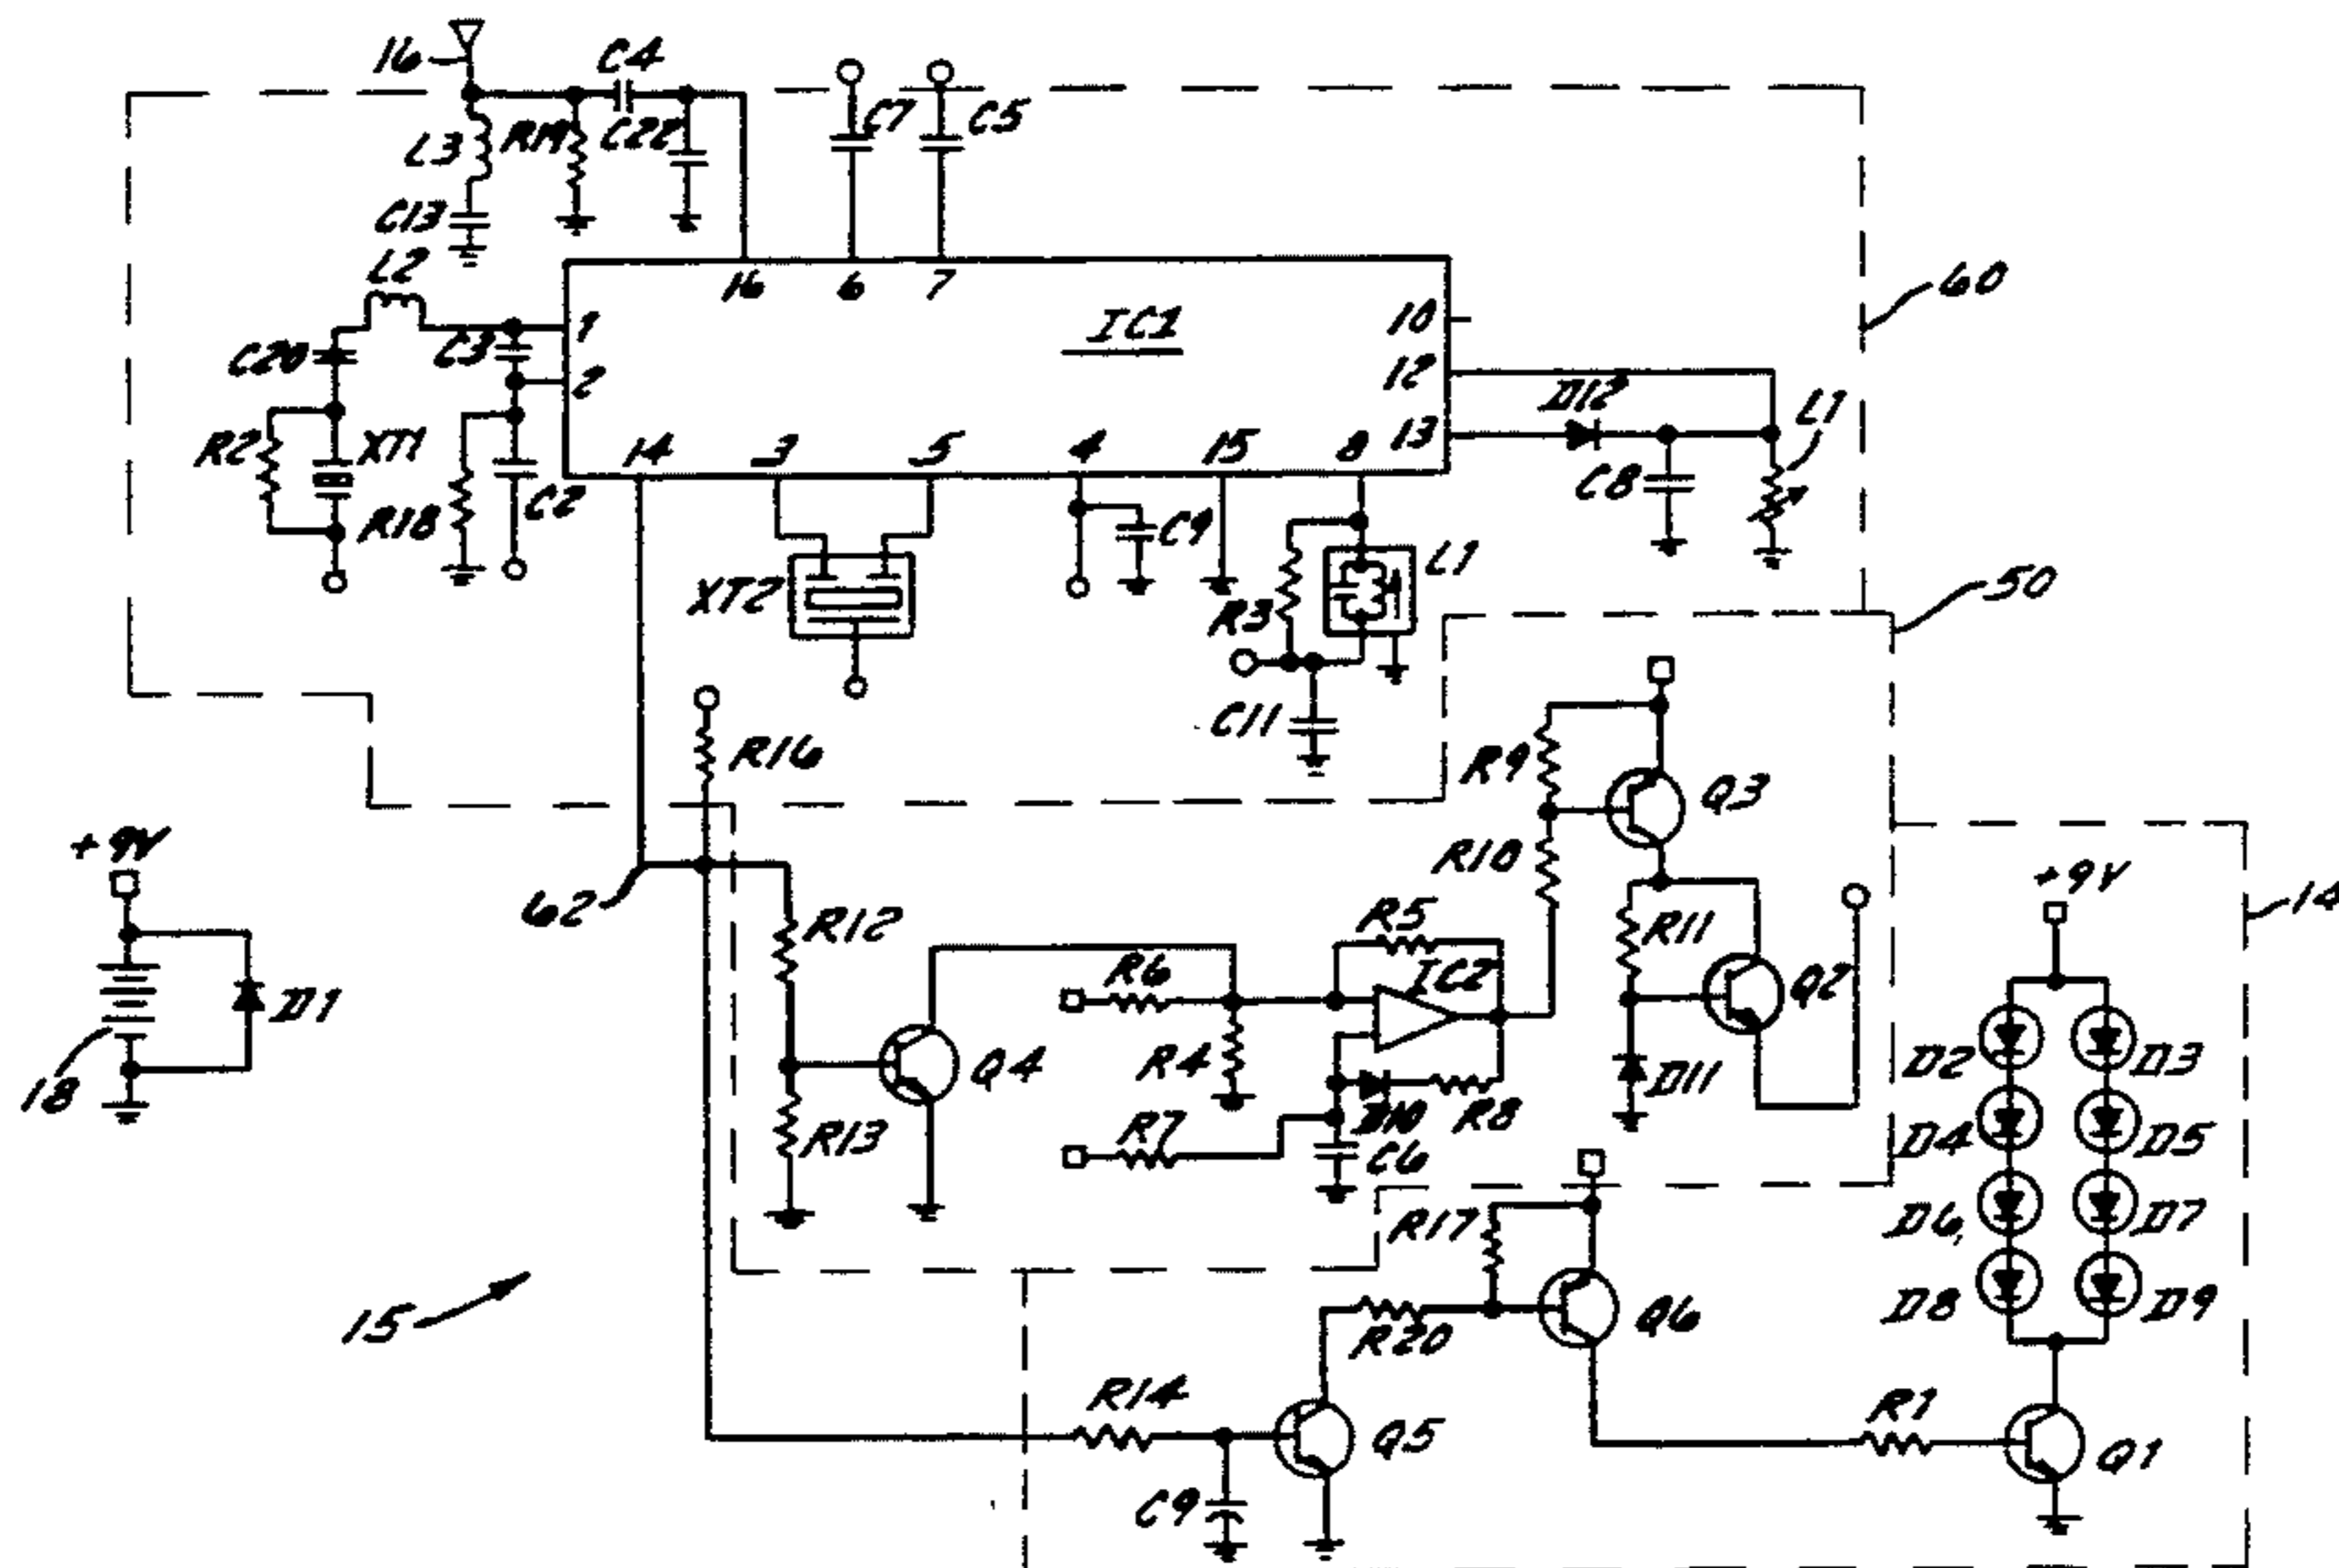 16
C4
C7
C5
L3
C22
C13
L2
16
6
7
60
1
IC1
10
C20
C3
2
12
D12
L1
R2
XT1
14
3
5
4
15
8
13
R18
C2
C9
C8
XT2
R3
L1
50
C11
R16
R9
Q3
+9V
R10
62
R12
R5
R11
+9V
14
R6
IC2
Q2
D1
R4
Q4
D11
D2
D3
18
R13
R7
D10
R8
C6
D4
D5
R17
D6
D7
15
R20
Q6
D8
D9
R14
Q5
R1
Q1
C9